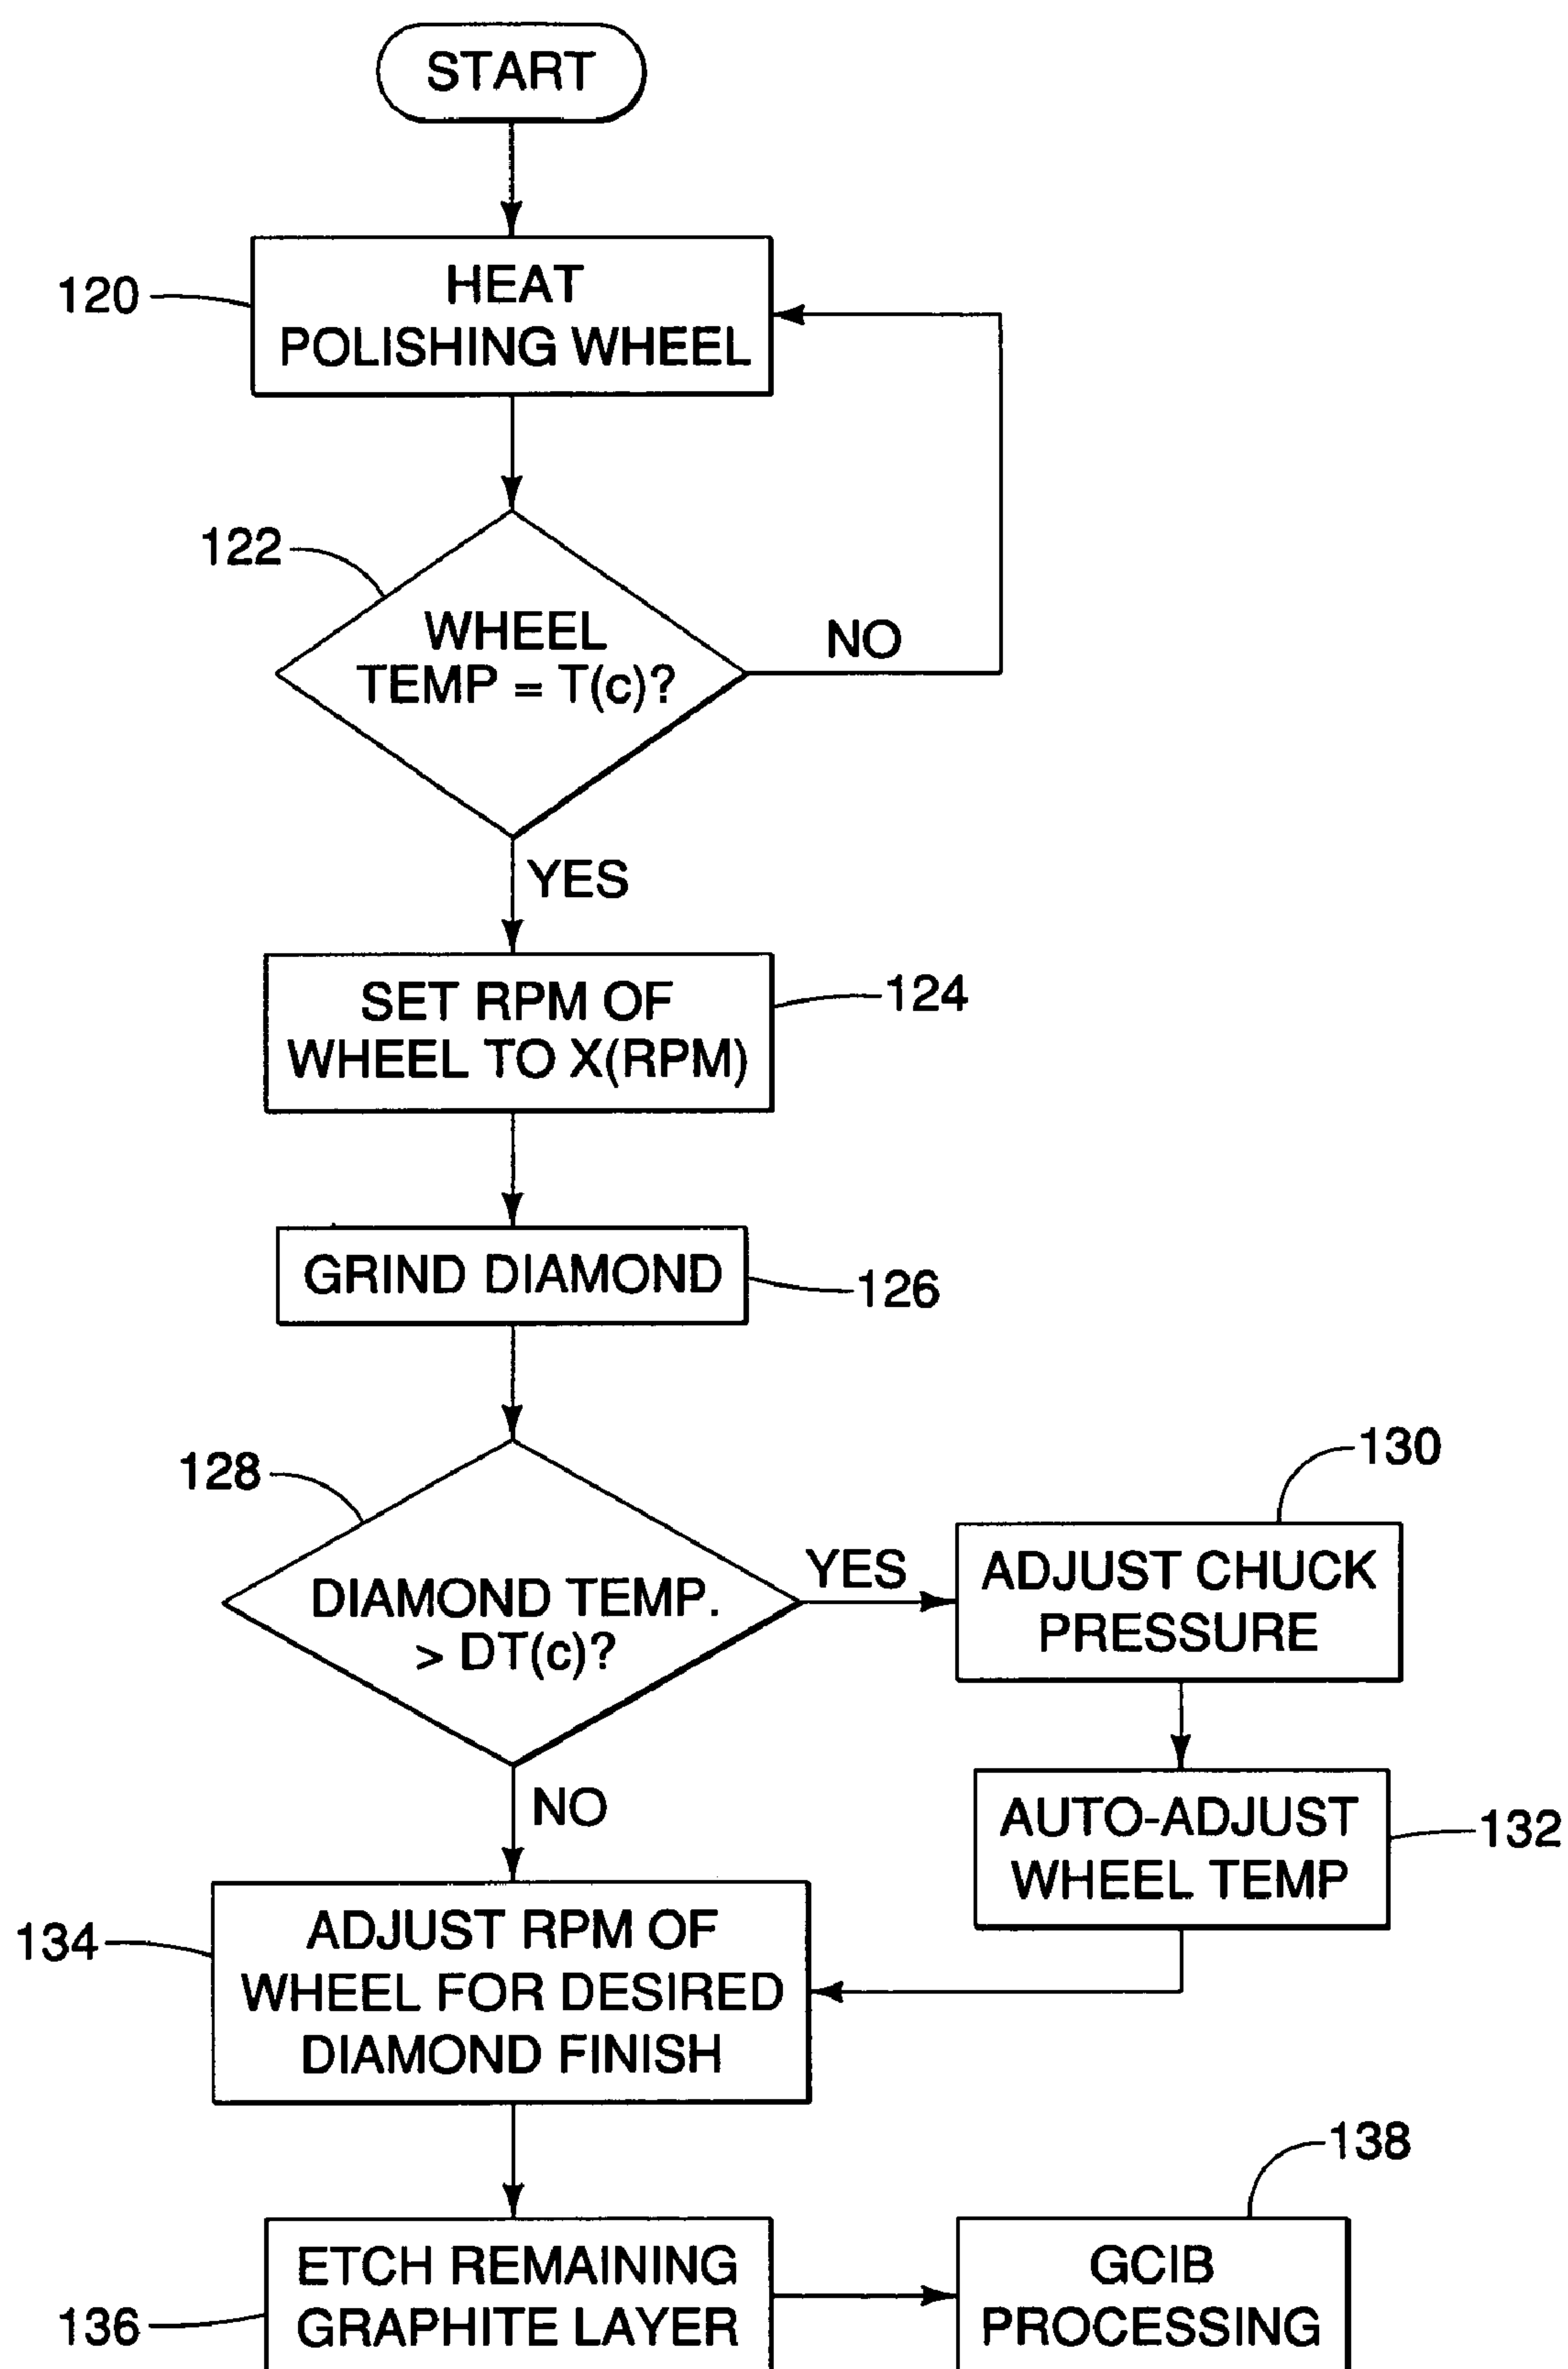 START
120
HEAT
POLISHING WHEEL
122
WHEEL
TEMP = T(c)?
NO
YES
SET RPM OF
WHEEL TO X(RPM)
124
GRIND DIAMOND
126
128
DIAMOND TEMP.
> DT(c)?
YES
130
ADJUST CHUCK
PRESSURE
NO
AUTO-ADJUST
WHEEL TEMP
132
134
ADJUST RPM OF
WHEEL FOR DESIRED
DIAMOND FINISH
136
ETCH REMAINING
GRAPHITE LAYER
138
GCIB
PROCESSING